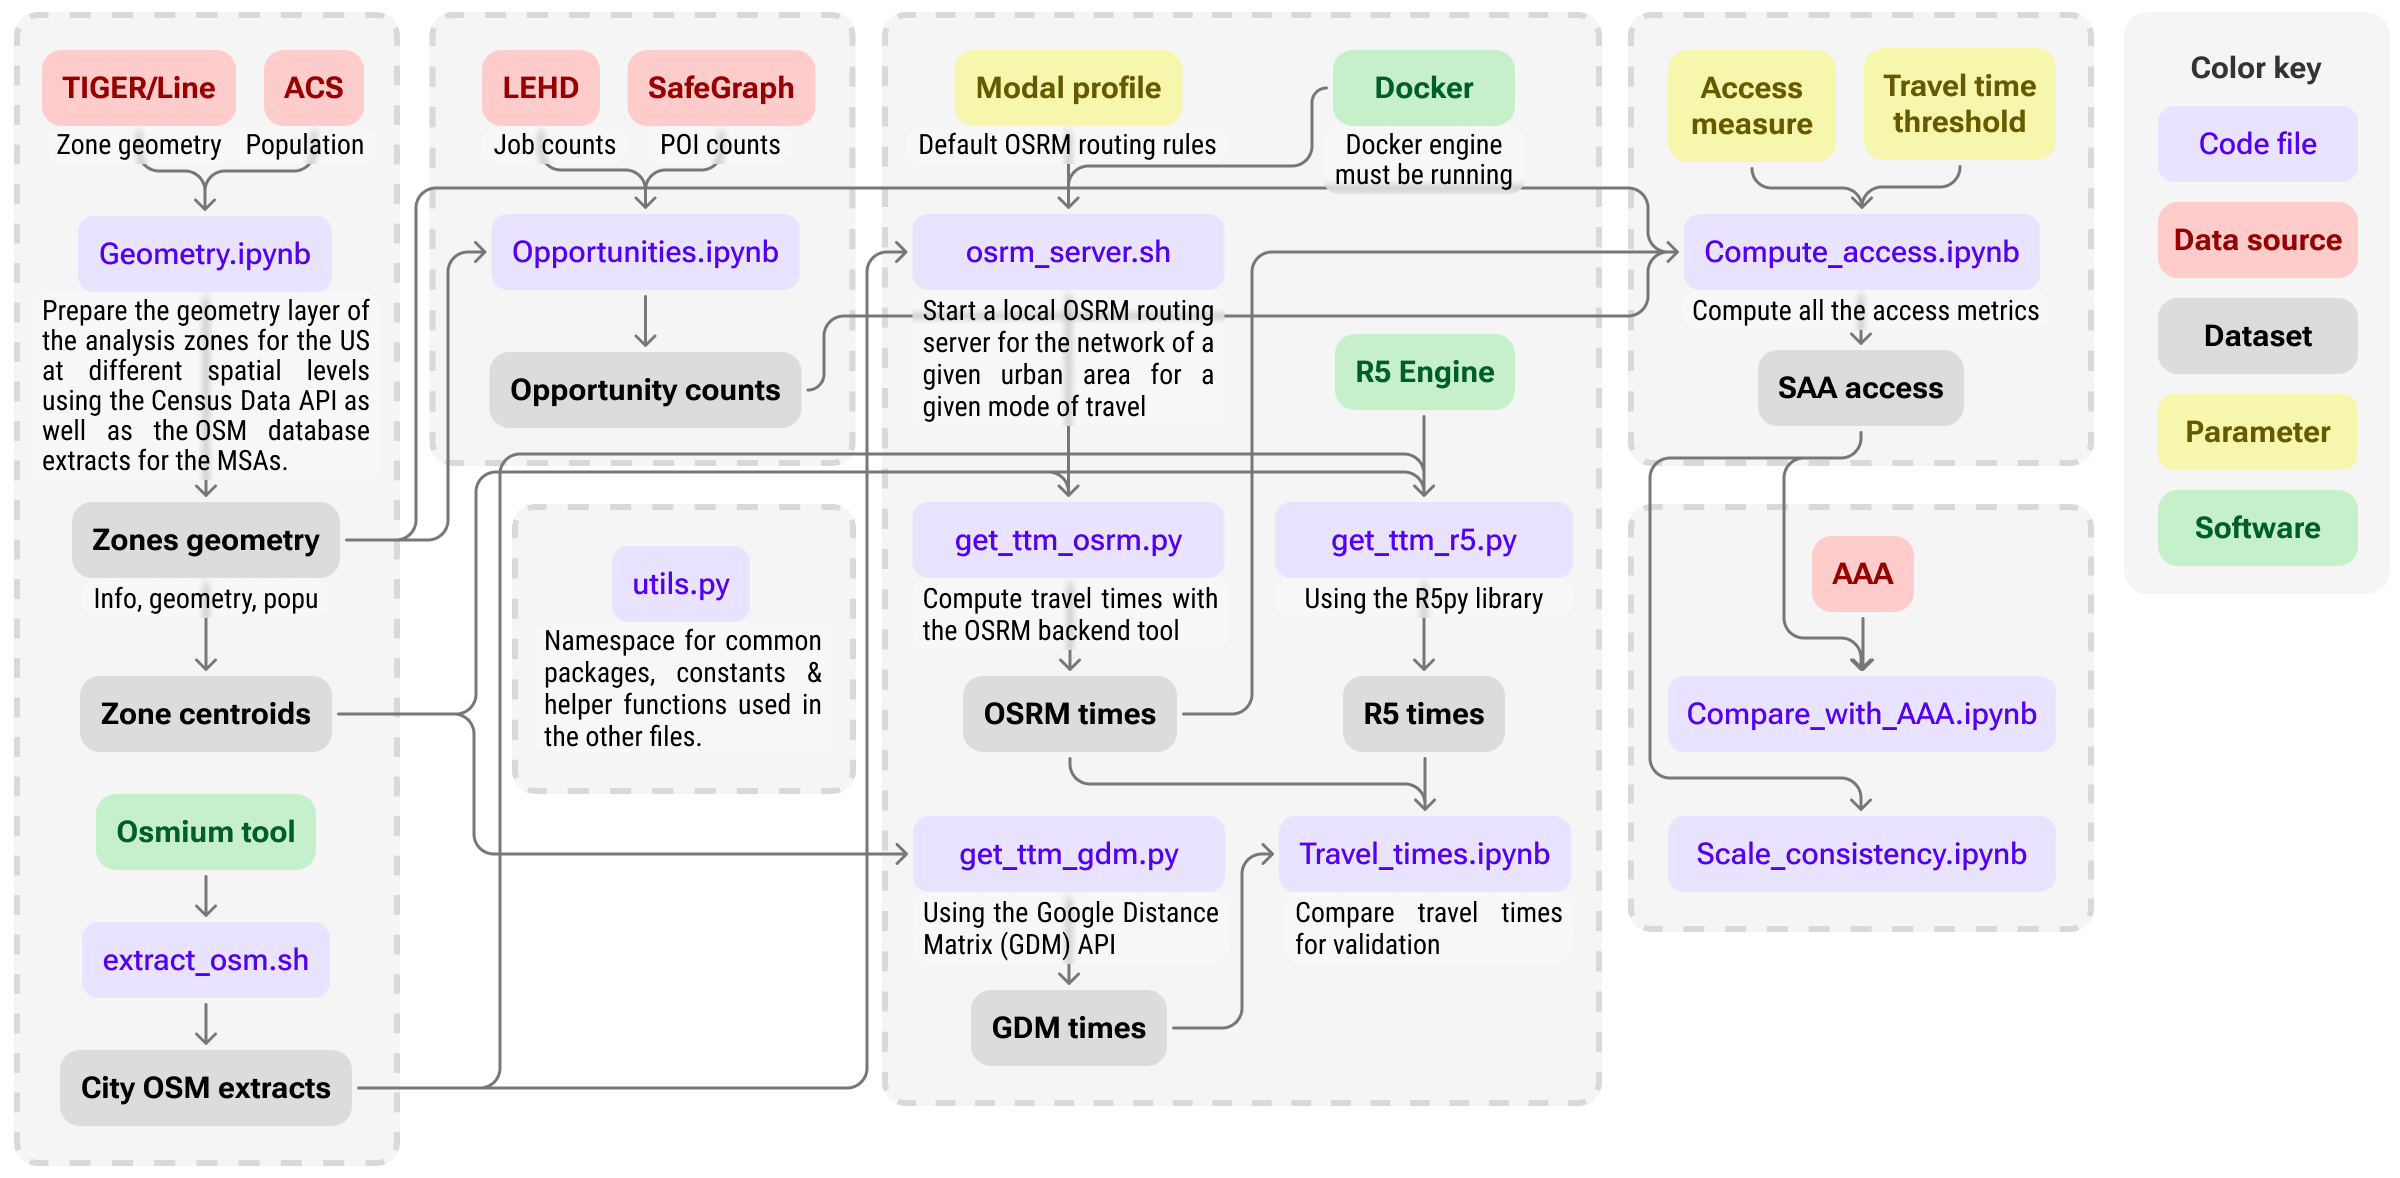 TIGER/Line
ACS
Zone geometry
Population
Geometry.ipynb
Prepare the geometry layer of
the analysis zones for the US
at different spatial levels
using the Census Data API as
well as the OSM database
extracts for the MSAs.
Zones geometry
Info, geometry, popu
Zone centroids
Osmium tool
extract_osm.sh
City OSM extracts
LEHD
SafeGraph
Job counts
POI counts
Opportunities.ipynb
Opportunity counts
utils.py
Namespace for common
packages, constants &
helper functions used in
the other files.
Modal profile
Default OSRM routing rules
Docker
Docker engine
must be running
osrm_server.sh
Start a local OSRM routing
server for the network of a
given urban area for a
given mode of travel
R5 Engine
get_ttm_osrm.py
Compute travel times with
the OSRM backend tool
get_ttm_r5.py
Using the R5py library
OSRM times
R5 times
get_ttm_gdm.py
Using the Google Distance
Matrix (GDM) API
Travel_times.ipynb
Compare travel times
for validation
GDM times
Access
measure
Travel time
threshold
Compute_access.ipynb
Compute all the access metrics
SAA access
AAA
Compare_with_AAA.ipynb
Scale_consistency.ipynb
Color key
Code file
Data source
Dataset
Parameter
Software